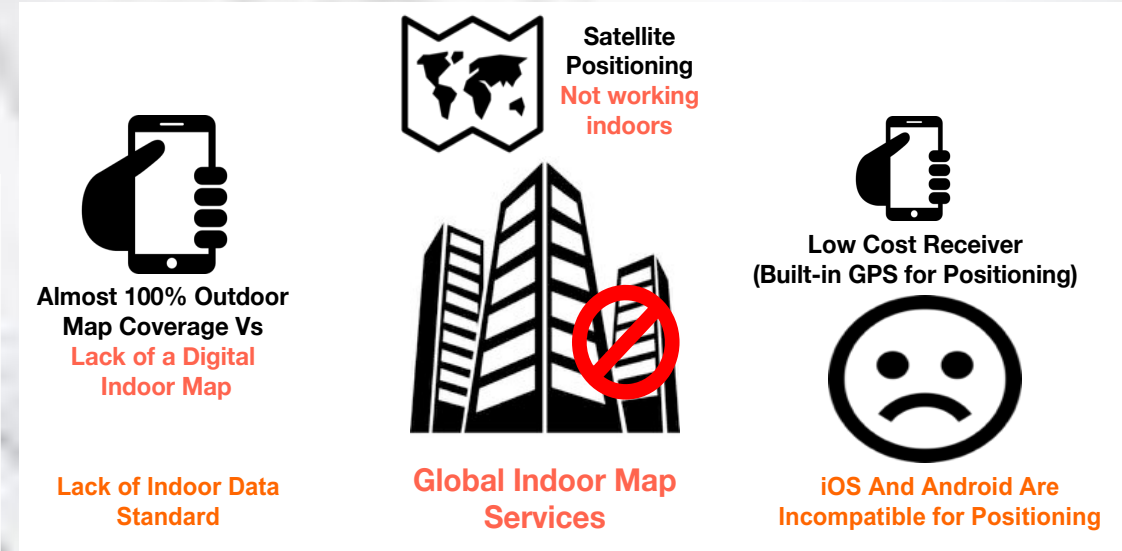 Satellite
Positioning
Not working
indoors
Almost 100% Outdoor
Map Coverage Vs
Lack of a Digital
Indoor Map
Low Cost Receiver
(Built-in GPS for Positioning)
Lack of Indoor Data
Standard
Global Indoor Map
Services
iOS And Android Are
Incompatible for Positioning